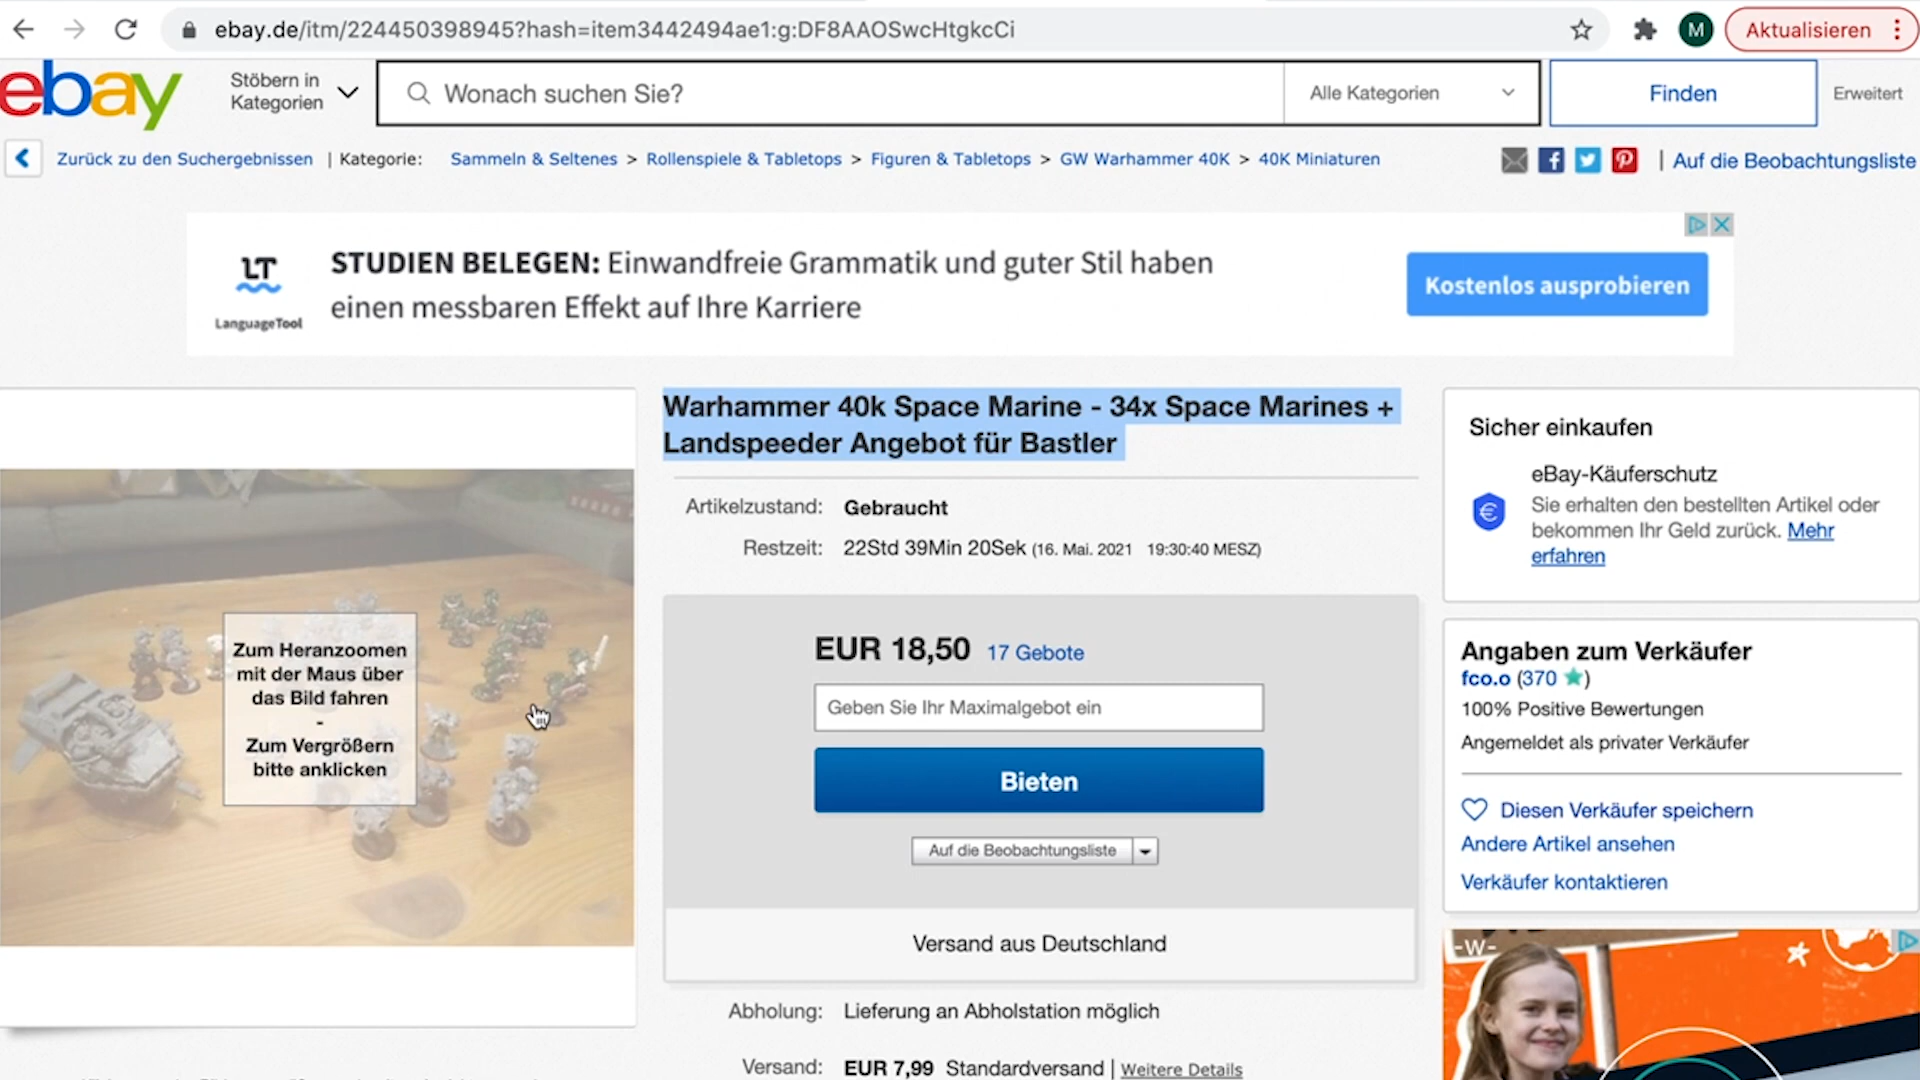 ebay.de/itm/224450398945?hash=item3442494ae1:g:DF8AAOSwcHtgkcCi
M
Aktualisieren
ebay
Stöbern in
Kategorien
Wonach suchen Sie?
Alle Kategorien
Finden
Erweitert
Zurück zu den Suchergebnissen | Kategorie: Sammeln & Seltenes > Rollenspiele & Tabletops > Figuren & Tabletops > GW Warhammer 40K > 40K Miniaturen
| Auf die Beobachtungsliste
LT
LanguageTool
STUDIEN BELEGEN: Einwandfreie Grammatik und guter Stil haben
einen messbaren Effekt auf Ihre Karriere
Kostenlos ausprobieren
Zum Heranzoomen
mit der Maus über
das Bild fahren
-
Zum Vergrößern
bitte anklicken
Warhammer 40k Space Marine - 34x Space Marines +
Landspeeder Angebot für Bastler
Artikelzustand: Gebraucht
Restzeit: 22Std 39Min 20Sek (16. Mai. 2021 19:30:40 MESZ)
EUR 18,50 17 Gebote
Geben Sie Ihr Maximalgebot ein
Bieten
Auf die Beobachtungsliste
Versand aus Deutschland
Abholung: Lieferung an Abholstation möglich
Versand: EUR 7,99 Standardversand | Weitere Details
Sicher einkaufen
eBay-Käuferschutz
Sie erhalten den bestellten Artikel oder
bekommen Ihr Geld zurück. Mehr
erfahren
Angaben zum Verkäufer
fco.o (370)
100% Positive Bewertungen
Angemeldet als privater Verkäufer
Diesen Verkäufer speichern
Andere Artikel ansehen
Verkäufer kontaktieren
-W-